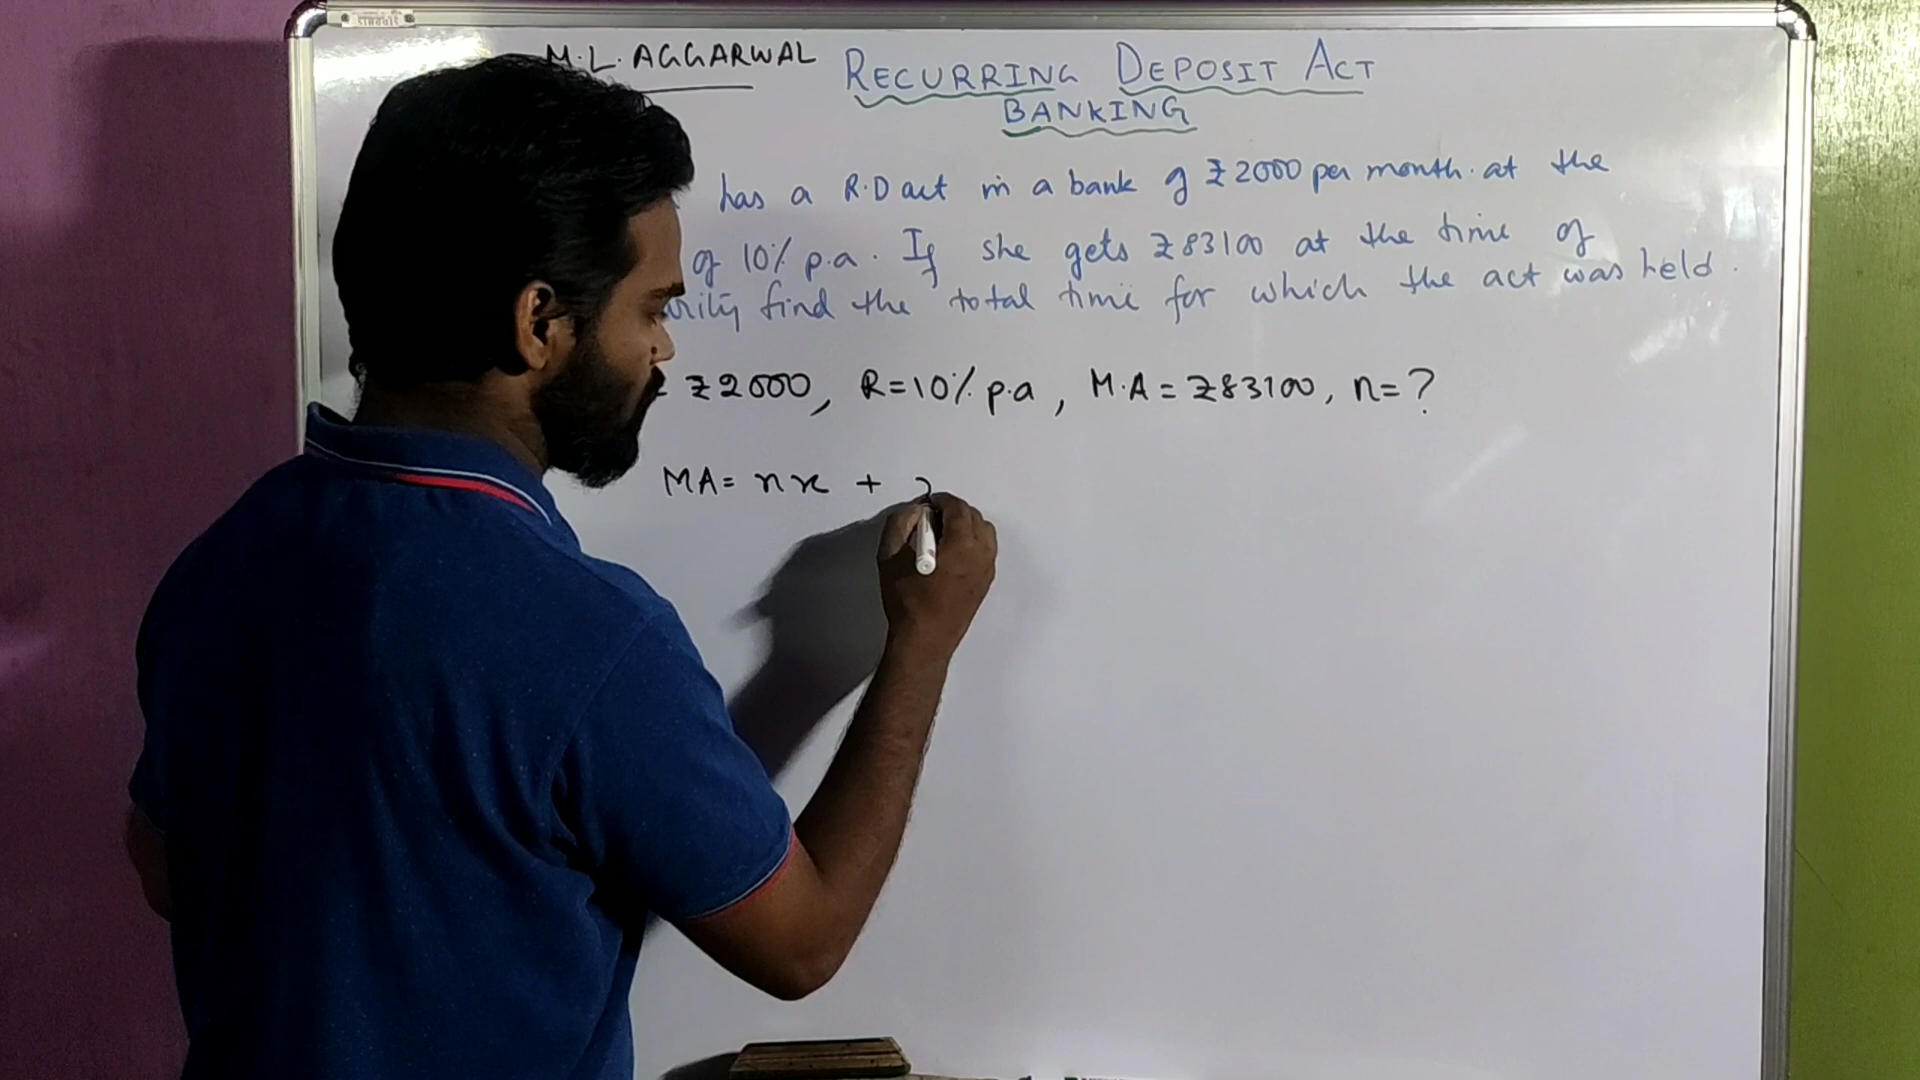 M.L. AGGARWAL RECURRING DEPOSIT ACT
BANKING
has a R.D act in a bank of ₹2000 per month. at the
of 10% p.a. If she gets ₹83100 at the time of
find the total time for which the act was held.
₹2000, R=10% p.a, M.A = ₹83100, n=?
MA= nx +